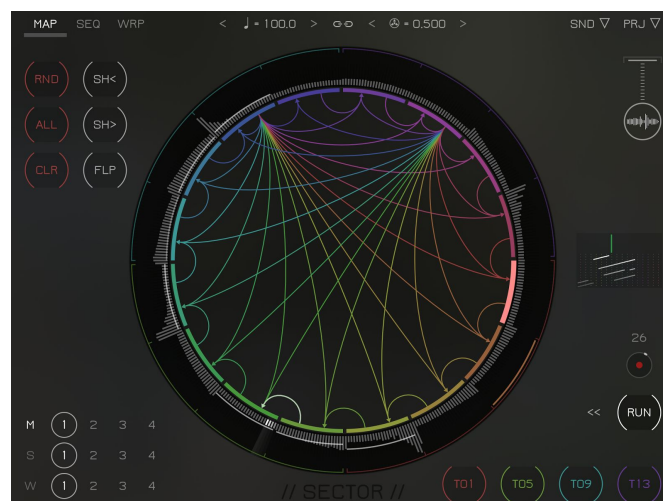 MAP SEQ WRP < ♩ = 100.0 > < = 0.500 > SND ▽ PRJ ▽
RND SH<
ALL SH>
CLR FLP
26
<< RUN
M 1 2 3 4
S 1 2 3 4
W 1 2 3 4
// SECTOR //
T01 T05 T09 T13